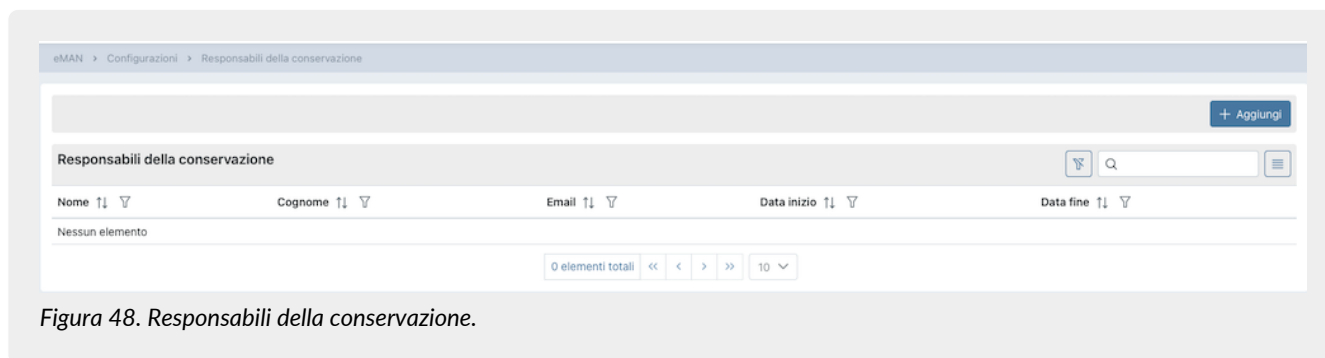 eMAN > Configurazioni > Responsabili della conservazione
+ Aggiungi
Responsabili della conservazione
Nome Cognome Email Data inizio Data fine
Nessun elemento
0 elementi totali << < > >> 10
Figura 48. Responsabili della conservazione.